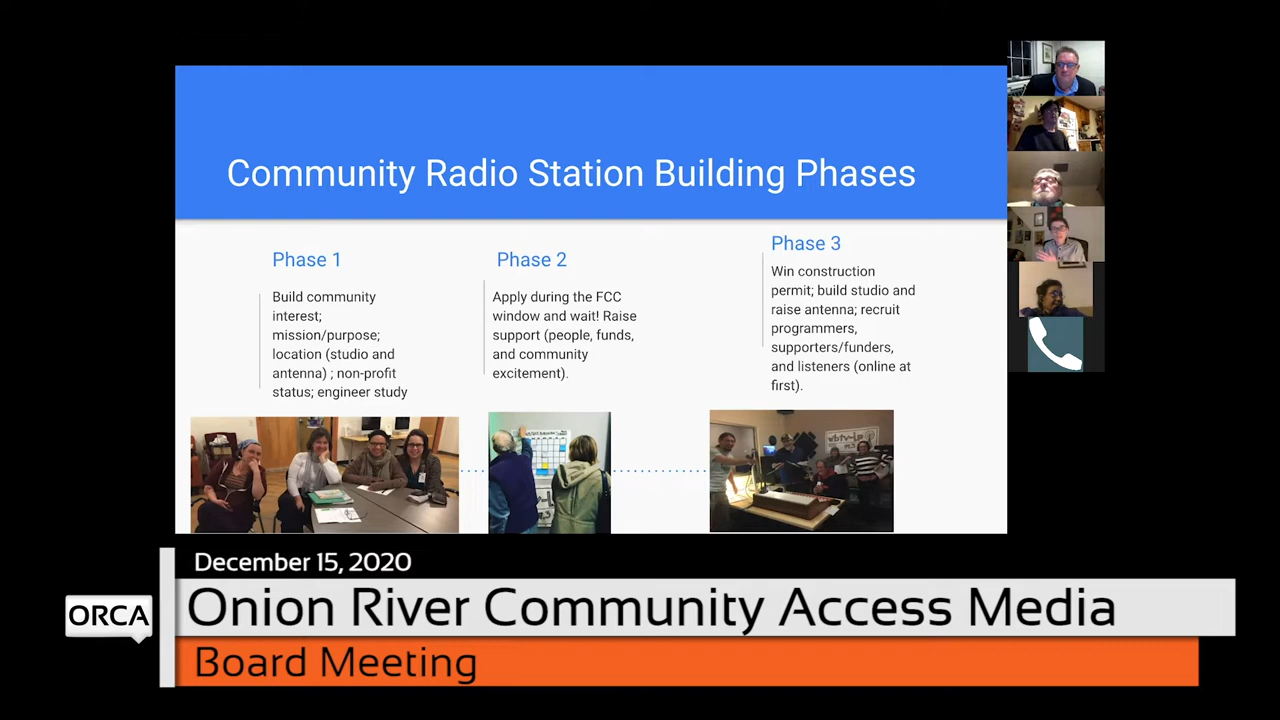 Community Radio Station Building Phases
Phase 1
Build community
interest;
mission/purpose;
location (studio and
antenna) ; non-profit
status; engineer study
Phase 2
Apply during the FCC
window and wait! Raise
support (people, funds,
and community
excitement).
Phase 3
Win construction
permit; build studio and
raise antenna; recruit
programmers,
supporters/funders,
and listeners (online at
first).
December 15, 2020
ORCA
Onion River Community Access Media
Board Meeting